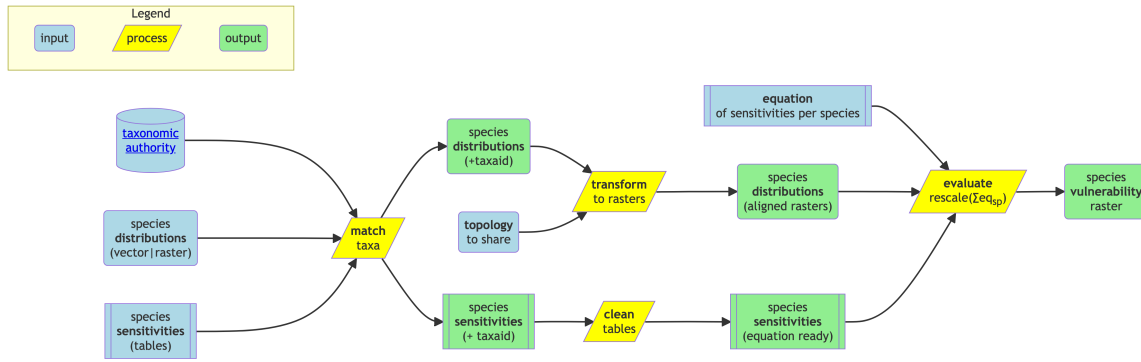 Legend
input
process
output
taxonomic
authority
species
distributions
(vector|raster)
species
sensitivities
(tables)
match
taxa
species
distributions
(+taxaid)
topology
to share
species
sensitivities
(+ taxaid)
transform
to rasters
clean
tables
equation
of sensitivities per species
species
distributions
(aligned rasters)
species
sensitivities
(equation ready)
evaluate
rescale(∑eqsp)
species
vulnerability
raster